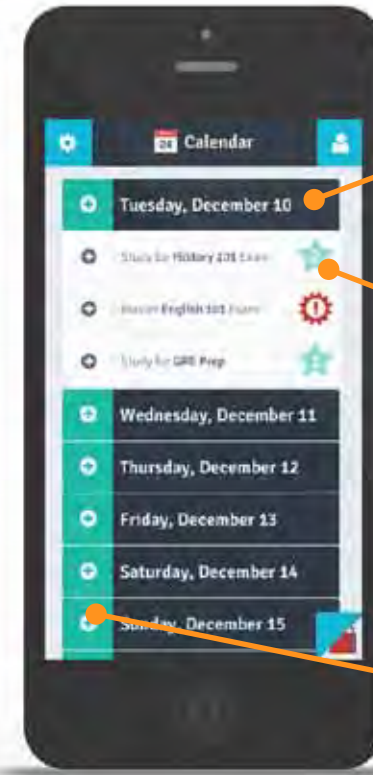 Calendar
Tuesday, December 10
Study for History 101 Exam
English 101 Exam
Study for GRE Prep
Wednesday, December 11
Thursday, December 12
Friday, December 13
Saturday, December 14
Sunday, December 15